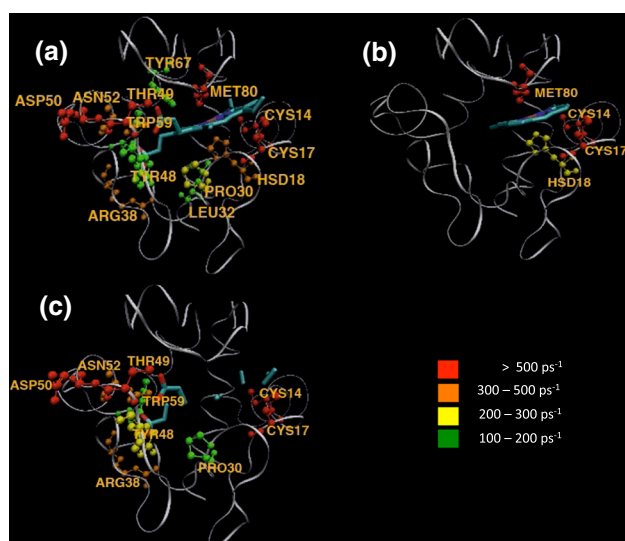 (a)
TYR67
ASP50
ASN52
THR49
MET80
TRP59
CYS14
CYS17
TYR48
PRO30
HSD18
ARG38
LEU32
(b)
MET80
CYS14
CYS17
HSD18
(c)
ASP50
ASN52
THR49
TRP59
CYS14
TYR48
CYS17
PRO30
ARG38
> 500 ps-1
300 – 500 ps-1
200 – 300 ps-1
100 – 200 ps-1